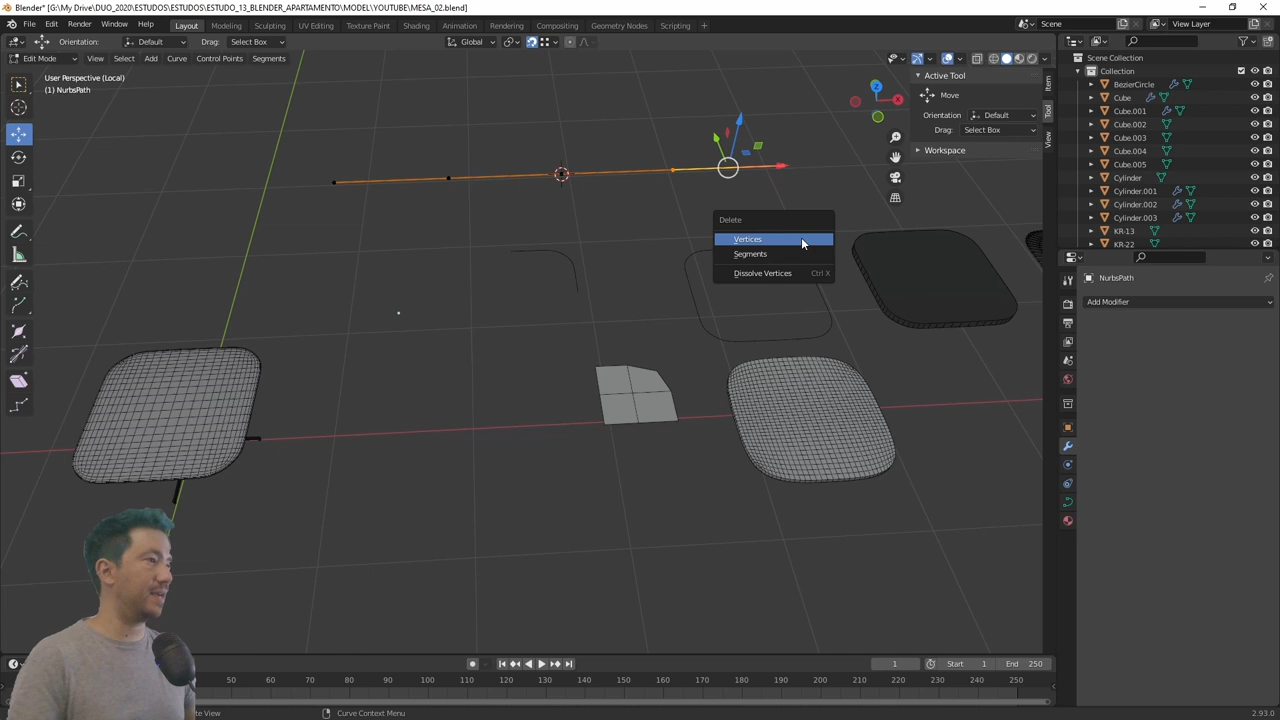 Blender* [G:\My Drive\DUO_2020\ESTUDOS\ESTUDOS\ESTUDO_13_BLENDER_APARTAMENTO\MODEL\YOUTUBE\MESA_02.blend]
File Edit Render Window Help Layout Modeling Sculpting UV Editing Texture Paint Shading Animation Rendering Compositing Geometry Nodes Scripting + Scene View Layer
Orientation: Default Drag: Select Box Global
Edit Mode View Select Add Curve Control Points Segments
User Perspective (Local)
(1) NurbsPath
Active Tool
Move
Orientation Default
Drag: Select Box
Workspace
Item
Tool
View
X
Z
Scene Collection
Collection
BezierCircle
Cube
Cube.001
Cube.002
Cube.003
Cube.004
Cube.005
Cylinder
Cylinder.001
Cylinder.002
Cylinder.003
KR-13
KR-22
NurbsPath
Add Modifier
Delete
Vertices
Segments
Dissolve Vertices Ctrl X
1 Start 1 End 250
50 60 70 80 90 100 110 120 130 140 150 160 170 180 190 200 210 220 230 240 250
View Curve Context Menu 2.93.0